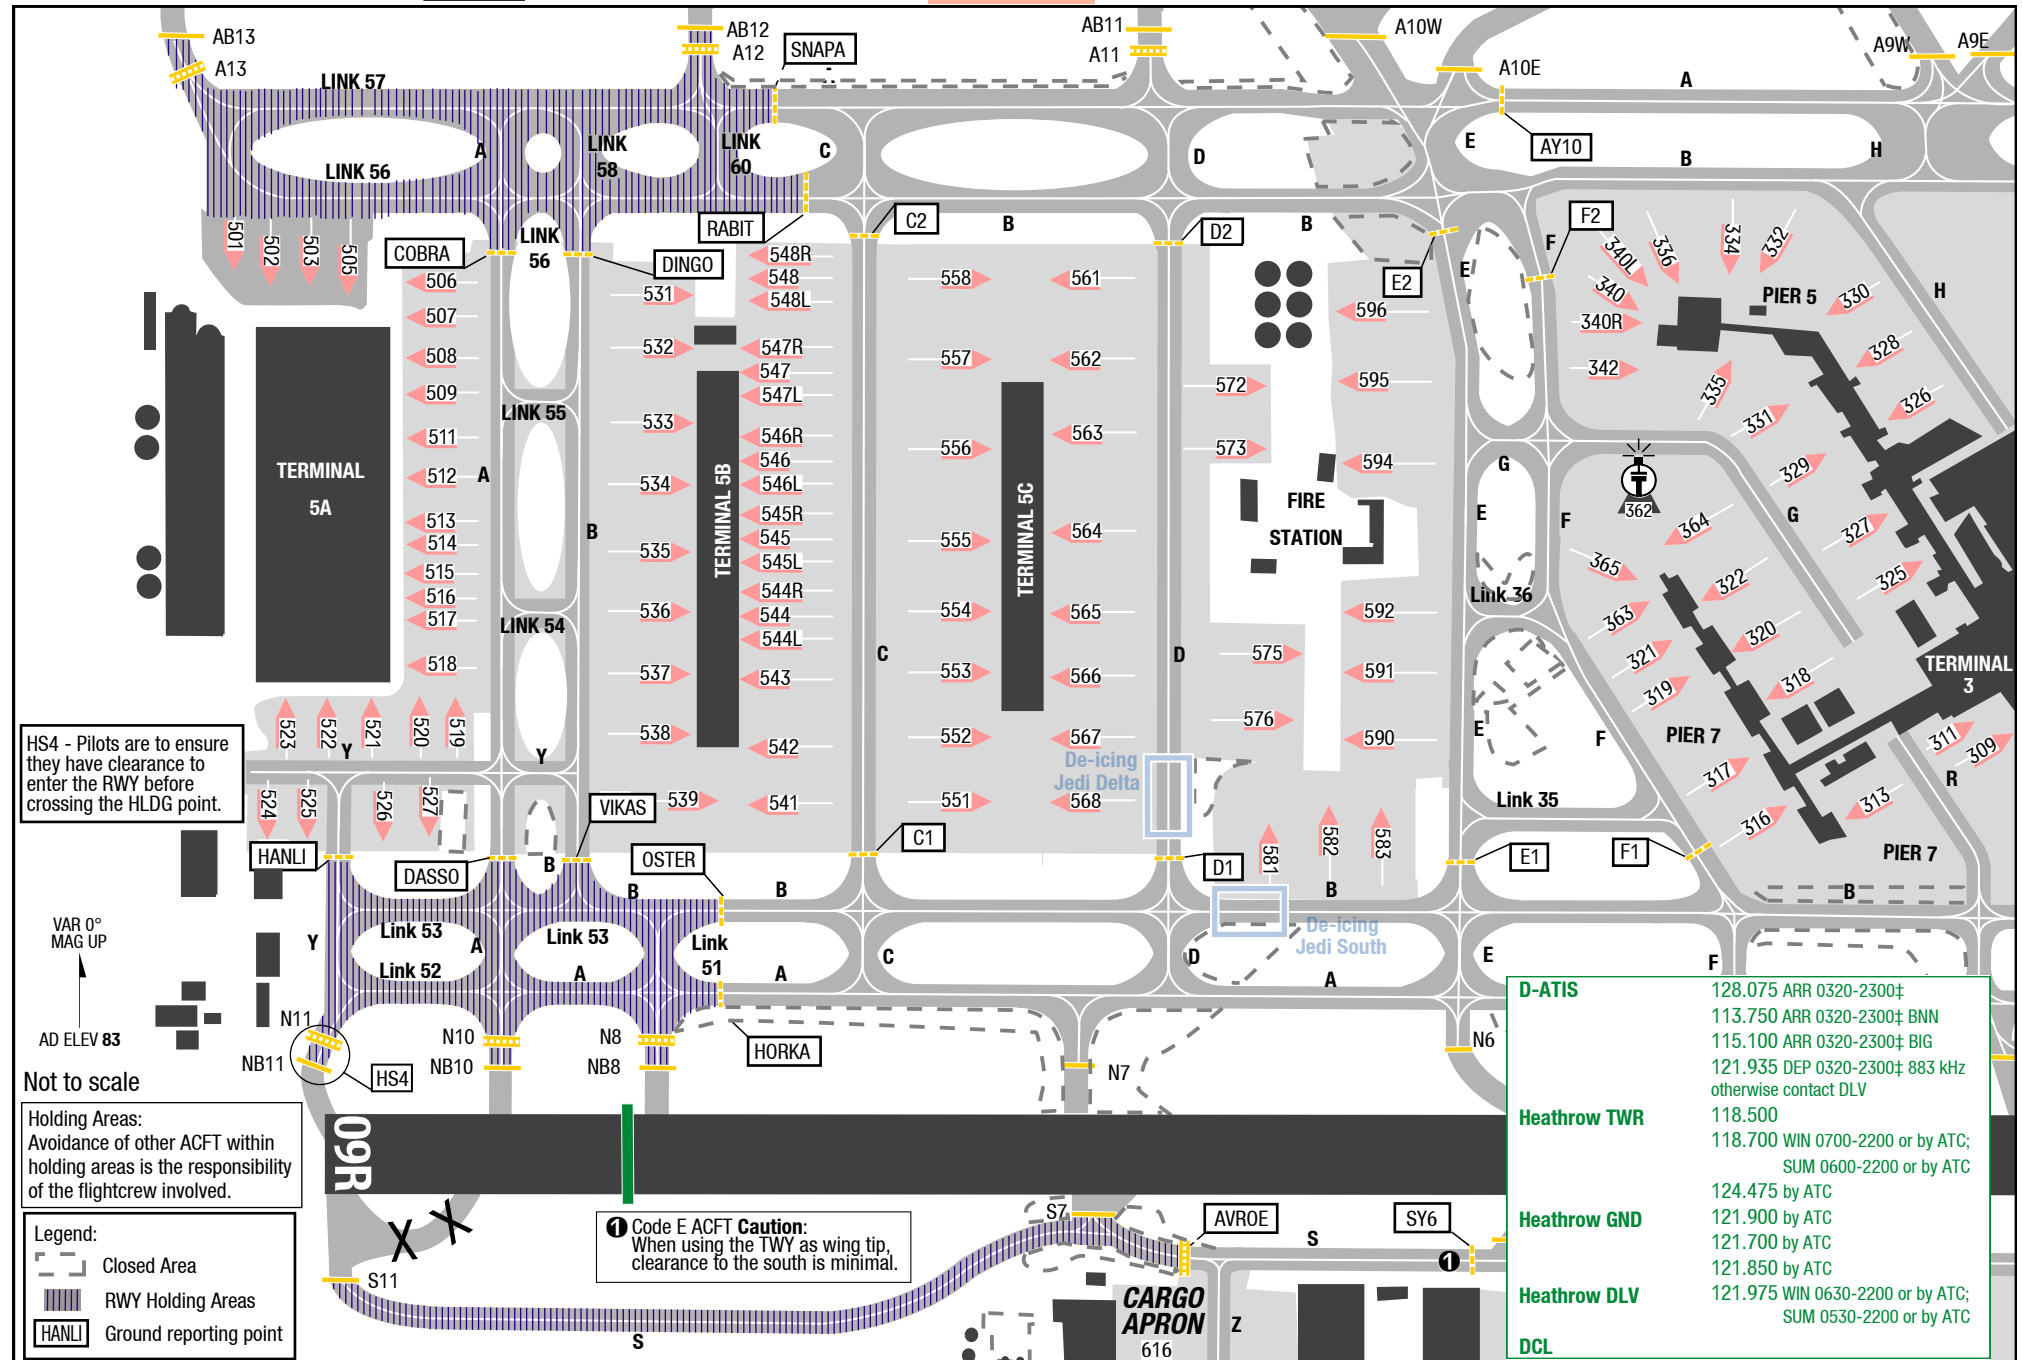 AB13
A13
LINK 57
AB12
A12
SNAPA
AB11
A11
A10W
A10E
A9W
A9E
A
A
LINK 56
LINK 58
LINK 60
C
D
E
AY10
A
B
H
501
502
503
505
COBRA
LINK 56
DINGO
RABIT
C2
B
D2
B
E2
E
F
F2
506
507
508
509
511
512
513
514
515
516
517
518
TERMINAL 5A
A
LINK 55
LINK 54
B
531
532
533
534
535
536
537
538
539
TERMINAL 5B
548R
548
548L
547R
547
547L
546R
546
546L
545R
545
545L
544R
544
544L
543
542
541
C
558
557
556
555
554
553
552
551
TERMINAL 5C
561
562
563
564
565
566
567
568
D
572
573
575
576
FIRE STATION
596
595
594
592
591
590
581
582
583
G
E
F
Link 36
E
F
Link 35
340L
336
334
332
340
340R
342
PIER 5
330
328
326
335
331
329
327
325
H
G
362
364
365
363
322
321
320
319
318
317
316
PIER 7
TERMINAL 3
311
309
313
R
PIER 7
523
522
521
520
519
Y
Y
524
525
526
527
HS4 - Pilots are to ensure
they have clearance to
enter the RWY before
crossing the HLDG point.
HANLI
DASSO
B
VIKAS
B
OSTER
B
C1
De-icing
Jedi Delta
D1
B
De-icing
Jedi South
E1
F1
B
VAR 0°
MAG UP
AD ELEV 83
Y
Link 53
A
Link 53
Link 51
Link 52
A
A
C
D
A
E
F
N11
NB11
HS4
N10
NB10
N8
NB8
HORKA
N7
N6
Not to scale
Holding Areas:
Avoidance of other ACFT within
holding areas is the responsibility
of the flightcrew involved.
09R
Legend:
Closed Area
RWY Holding Areas
HANLI Ground reporting point
X X
S11
S
1 Code E ACFT Caution:
When using the TWY as wing tip,
clearance to the south is minimal.
S7
AVROE
S
SY6
1
CARGO
APRON
616
Z
D-ATIS 128.075 ARR 0320-2300‡
113.750 ARR 0320-2300‡ BNN
115.100 ARR 0320-2300‡ BIG
121.935 DEP 0320-2300‡ 883 kHz
otherwise contact DLV
Heathrow TWR 118.500
118.700 WIN 0700-2200 or by ATC;
SUM 0600-2200 or by ATC
124.475 by ATC
Heathrow GND 121.900 by ATC
121.700 by ATC
121.850 by ATC
Heathrow DLV 121.975 WIN 0630-2200 or by ATC;
SUM 0530-2200 or by ATC
DCL